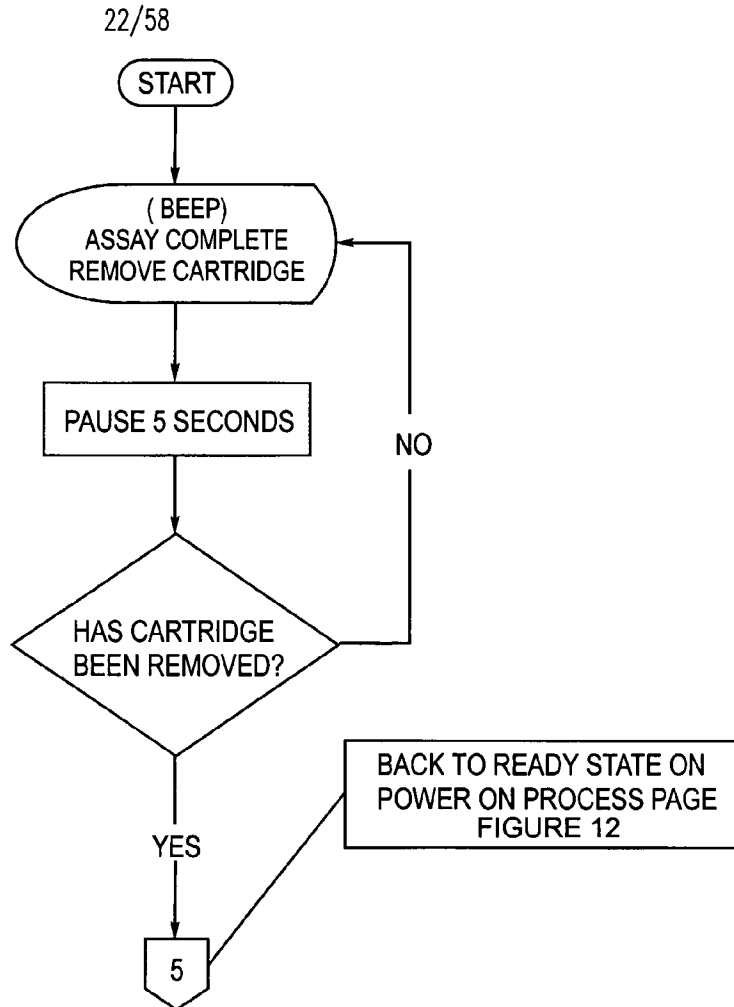 22/58
START
( BEEP)
ASSAY COMPLETE
REMOVE CARTRIDGE
PAUSE 5 SECONDS
NO
HAS CARTRIDGE
BEEN REMOVED?
BACK TO READY STATE ON
POWER ON PROCESS PAGE
FIGURE 12
YES
5